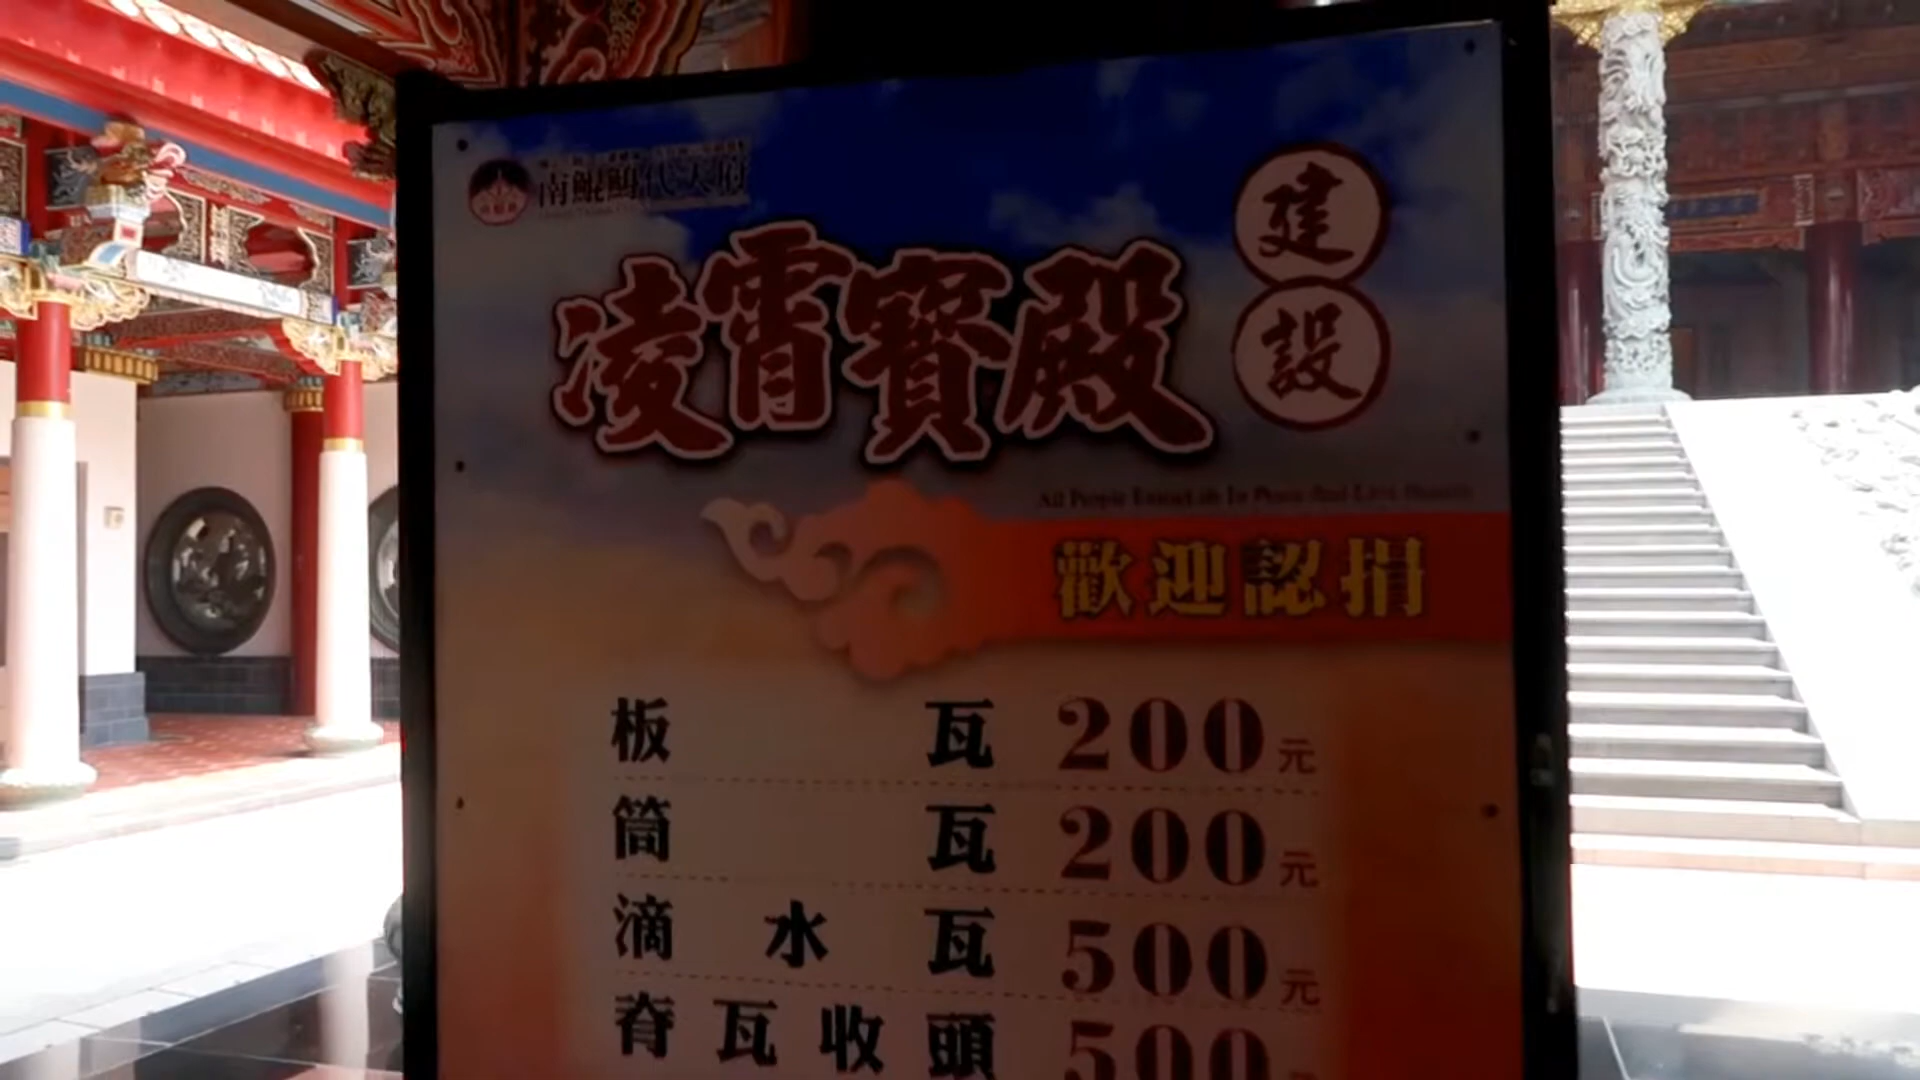 南鯤鯓代天府
凌霄寶殿
建設
歡迎認捐
板瓦 200元
筒瓦 200元
滴水瓦 500元
脊瓦收頭 500